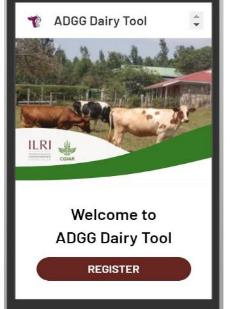 ADGG Dairy Tool
ILRI
CGIAR
Welcome to
ADGG Dairy Tool
REGISTER